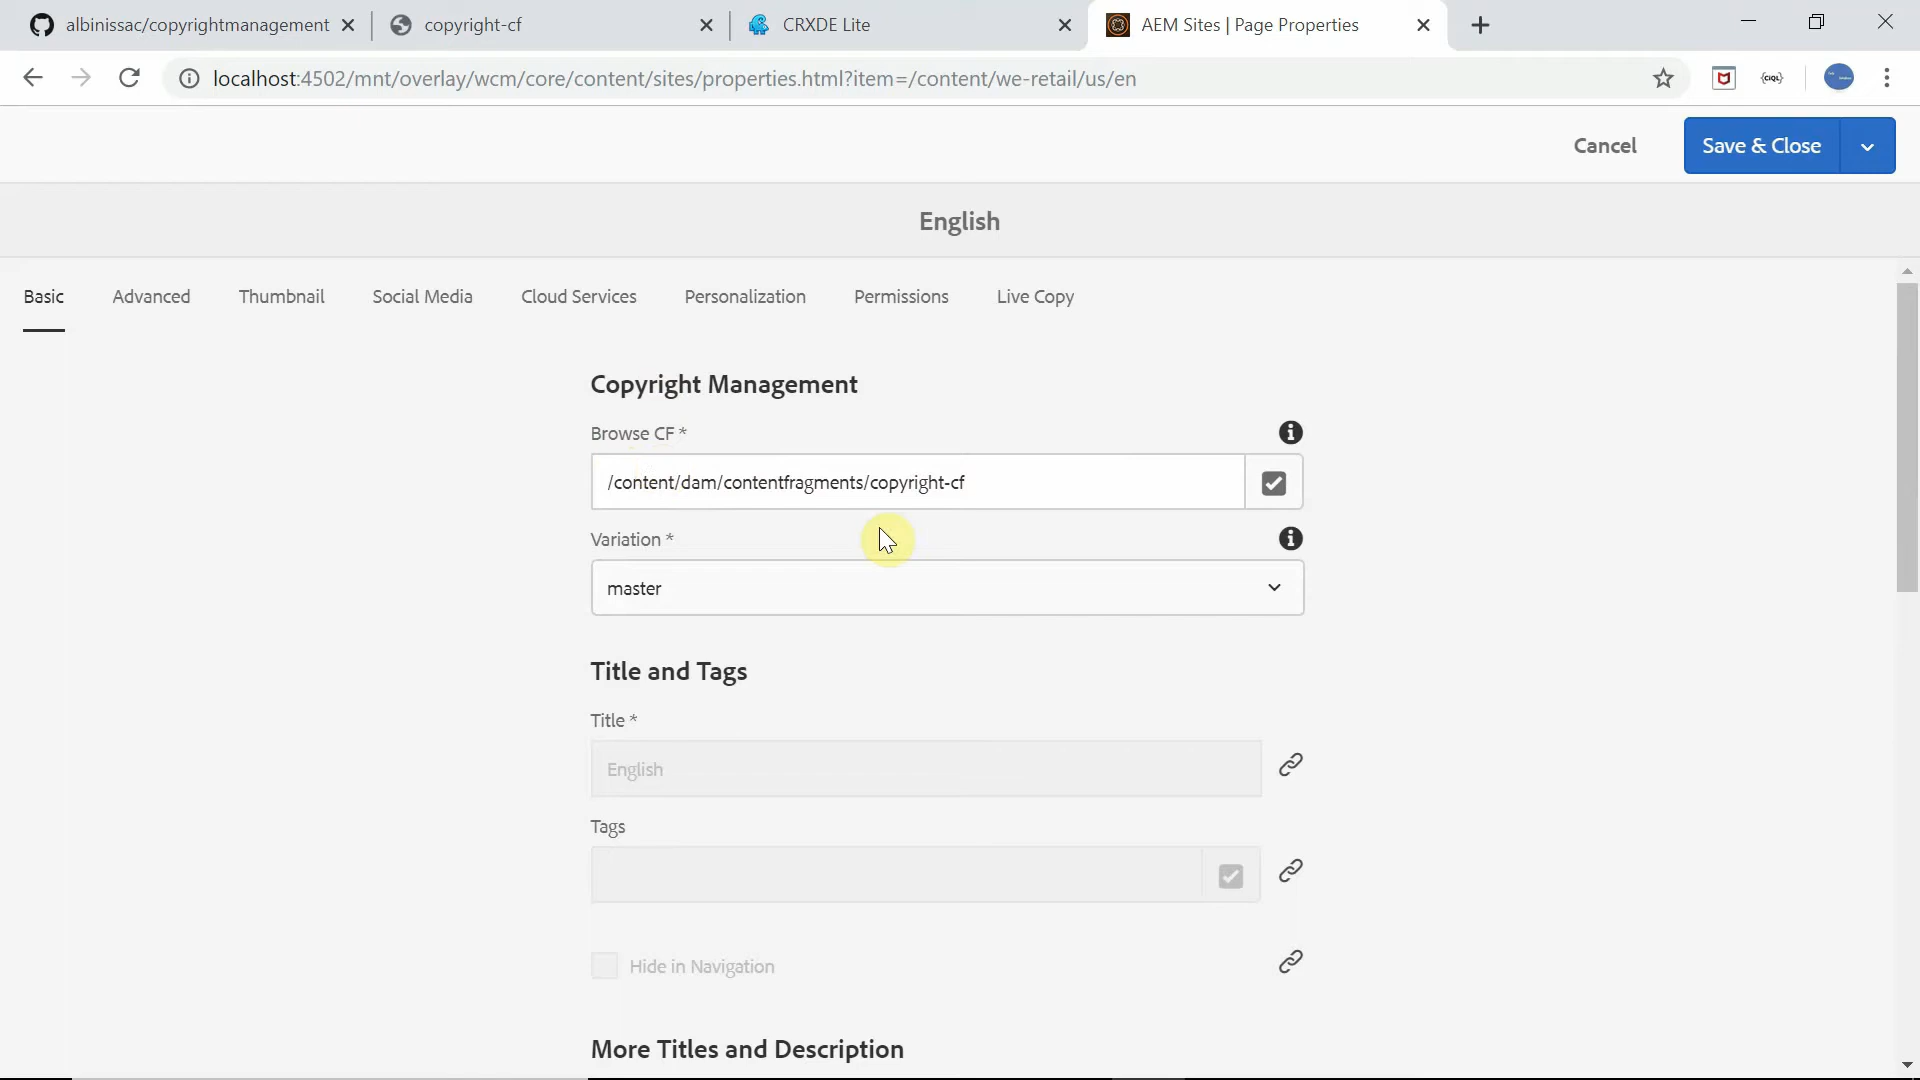 albinissac/copyrightmanagement
copyright-cf
CRXDE Lite
AEM Sites | Page Properties
localhost:4502/mnt/overlay/wcm/core/content/sites/properties.html?item=/content/we-retail/us/en
{CIQL}
Cancel
Save & Close
English
Basic
Advanced
Thumbnail
Social Media
Cloud Services
Personalization
Permissions
Live Copy
Copyright Management
Browse CF *
/content/dam/contentfragments/copyright-cf
Variation *
master
Title and Tags
Title *
English
Tags
Hide in Navigation
More Titles and Description